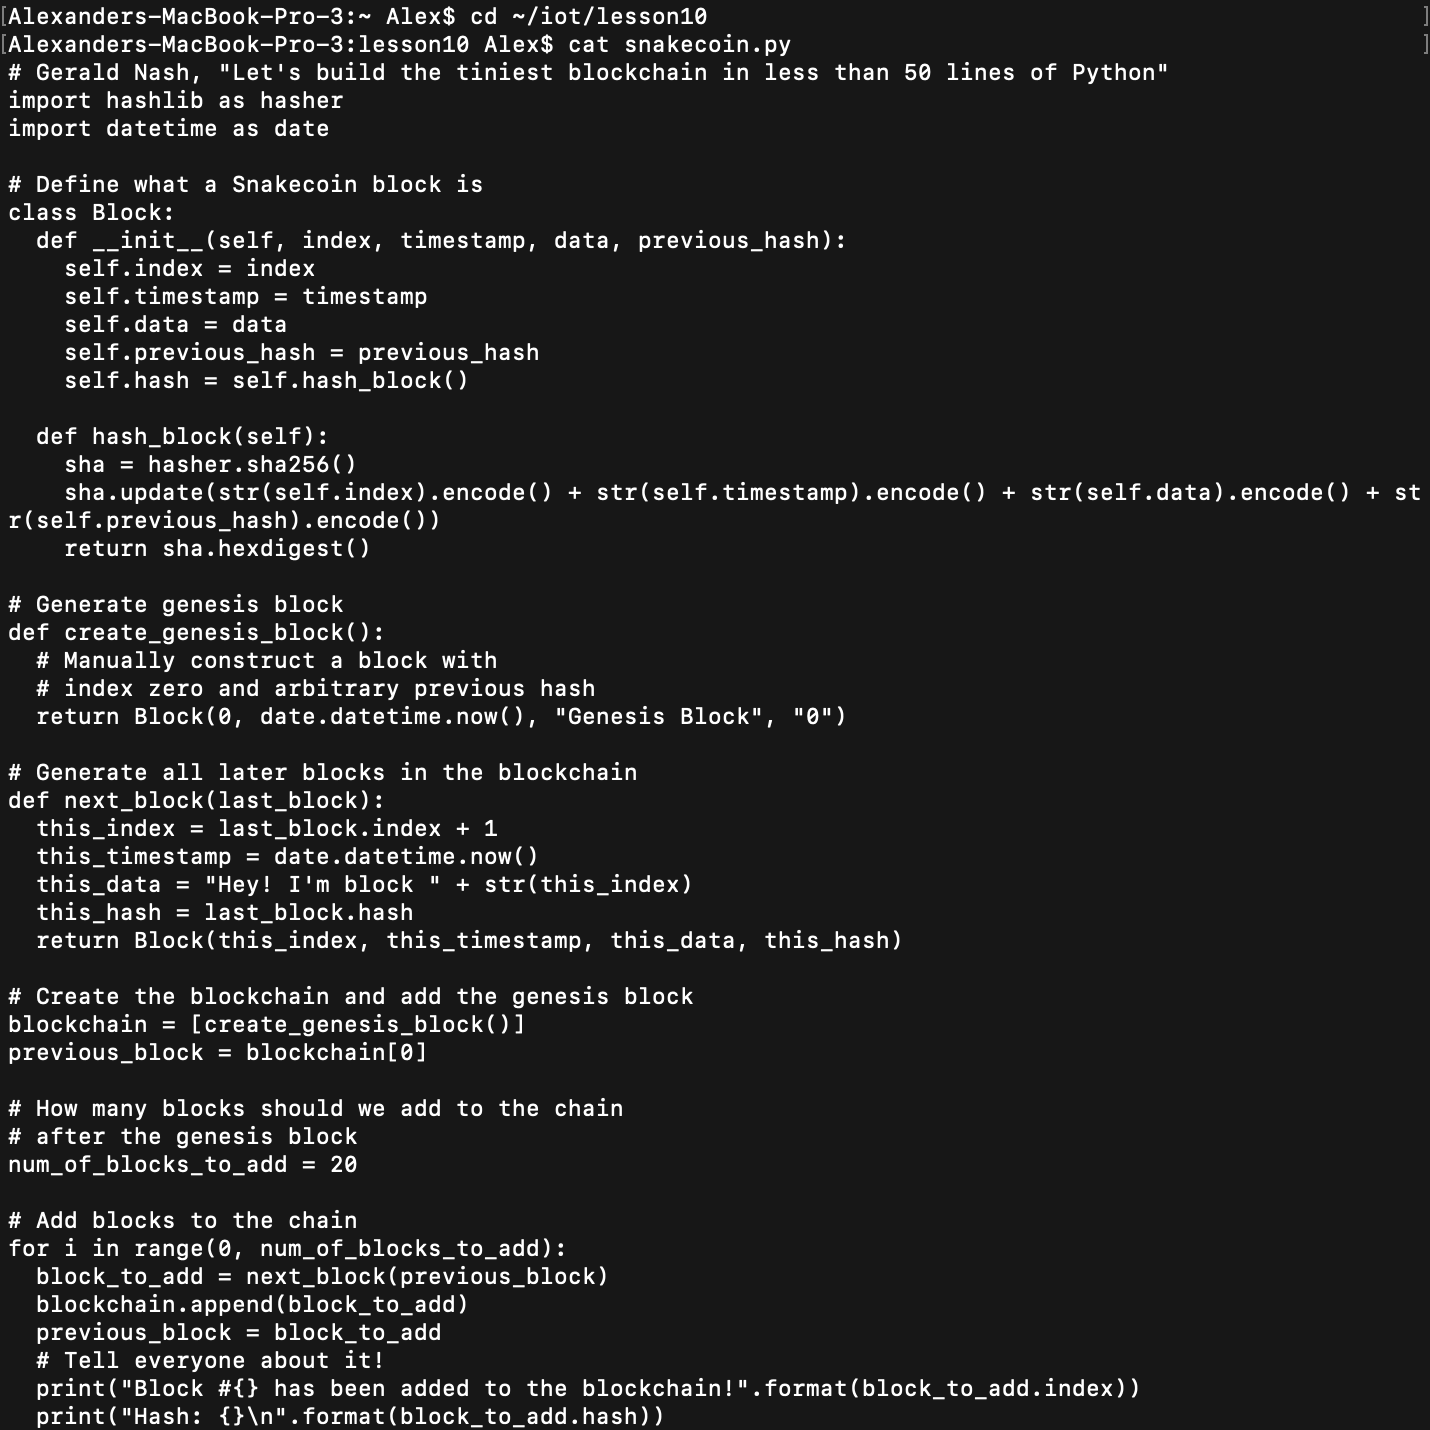 [Alexanders-MacBook-Pro-3:~ Alex$ cd ~/iot/lesson10 ]
[Alexanders-MacBook-Pro-3:lesson10 Alex$ cat snakecoin.py ]
# Gerald Nash, "Let's build the tiniest blockchain in less than 50 lines of Python"
import hashlib as hasher
import datetime as date

# Define what a Snakecoin block is
class Block:
  def __init__(self, index, timestamp, data, previous_hash):
    self.index = index
    self.timestamp = timestamp
    self.data = data
    self.previous_hash = previous_hash
    self.hash = self.hash_block()

  def hash_block(self):
    sha = hasher.sha256()
    sha.update(str(self.index).encode() + str(self.timestamp).encode() + str(self.data).encode() + st
r(self.previous_hash).encode())
    return sha.hexdigest()

# Generate genesis block
def create_genesis_block():
  # Manually construct a block with
  # index zero and arbitrary previous hash
  return Block(0, date.datetime.now(), "Genesis Block", "0")

# Generate all later blocks in the blockchain
def next_block(last_block):
  this_index = last_block.index + 1
  this_timestamp = date.datetime.now()
  this_data = "Hey! I'm block " + str(this_index)
  this_hash = last_block.hash
  return Block(this_index, this_timestamp, this_data, this_hash)

# Create the blockchain and add the genesis block
blockchain = [create_genesis_block()]
previous_block = blockchain[0]

# How many blocks should we add to the chain
# after the genesis block
num_of_blocks_to_add = 20

# Add blocks to the chain
for i in range(0, num_of_blocks_to_add):
  block_to_add = next_block(previous_block)
  blockchain.append(block_to_add)
  previous_block = block_to_add
  # Tell everyone about it!
  print("Block #{} has been added to the blockchain!".format(block_to_add.index))
  print("Hash: {}\n".format(block_to_add.hash))